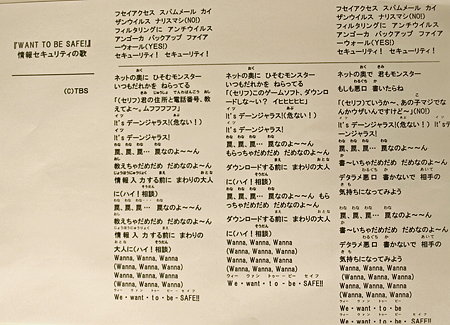 『WANT TO BE SAFE!』
情報セキュリティの歌
(C)TBS
フセイアクセス スパムメール カイ
ザンウイルス ナリスマシ(NO!)
フィルタリングに アンチウイルス
アンゴーカ バックアップ ファイア
ーウォール(YES!)
セキュリティー! セキュリティー!
ネットの奥に ひそむモンスター
いつもだれかを ねらってる
「(セリフ)君の住所と電話番号、教
えてよ〜、ムフフフフフ」
It's デーンジャラス!(危ない!)
It's デーンジャラス!
罠、罠、罠… 罠なのよ〜〜ん
教えちゃだめだめ だめなのよ〜ん
情報入力する前に まわりの大人
に(ハイ!相談)
罠、罠、罠… 罠なのよ〜〜ん
教えちゃだめだめ だめなのよ〜ん
情報 入力 する前に まわりの
大人に(ハイ!相談)
(Wanna, Wanna, Wanna)
(Wanna, Wanna, Wanna)
(Wanna, Wanna, Wanna)
(Wanna, Wanna, Wanna)
We・want・to・be・SAFE!!
フセイアクセス スパムメール カイ
ザンウイルス ナリスマシ(NO!)
フィルタリングに アンチウイルス
アンゴーカ バックアップ ファイア
ーウォール(YES!)
セキュリティー! セキュリティー!
ネットの奥に ひそむモンスター
いつもだれかを ねらってる
「(セリフ)このゲームソフト、ダウン
ロードしな〜い? イヒヒヒヒヒ」
It's デーンジャラス!(危ない!)
It's デーンジャラス!
罠、罠、罠… 罠なのよ〜〜ん
もらっちゃだめだめ だめなのよ〜ん
ダウンロードする前に まわりの大人
に(ハイ!相談)
罠、罠、罠… 罠なのよ〜〜ん もら
っちゃだめだめ だめなのよ〜ん
ダウンロードする前に まわりの大人
に(ハイ!相談)
(Wanna, Wanna, Wanna)
(Wanna, Wanna, Wanna)
(Wanna, Wanna, Wanna)
(Wanna, Wanna, Wanna)
We・want・to・be・SAFE!!
フセイアクセス スパムメール カイ
ザンウイルス ナリスマシ(NO!)
フィルタリングに アンチウイルス
アンゴーカ バックアップ ファイア
ーウォール(YES!)
セキュリティー! セキュリティー!
ネットの奥で 君もモンスター
もしも悪口 書いたらね
「(セリフ)ていうか〜、あの子マジでな
んかウザいんですけど〜(NO!)」
It's デーンジャラス!(危ない!) It's デ
ーンジャラス!
罠、罠、罠… 罠なのよ〜〜ん
書〜いちゃだめだめ だめなのよ〜ん
デタラメ悪口 書かないで 相手の
気持ちになってみよう
罠、罠、罠… 罠なのよ〜〜ん
書〜いちゃだめだめ だめなのよ〜ん
デタラメ悪口 書かないで 相手の
気持ちになってみよう
(Wanna, Wanna, Wanna)
(Wanna, Wanna, Wanna)
(Wanna, Wanna, Wanna)
(Wanna, Wanna, Wanna)
We・want・to・be・SAFE!!